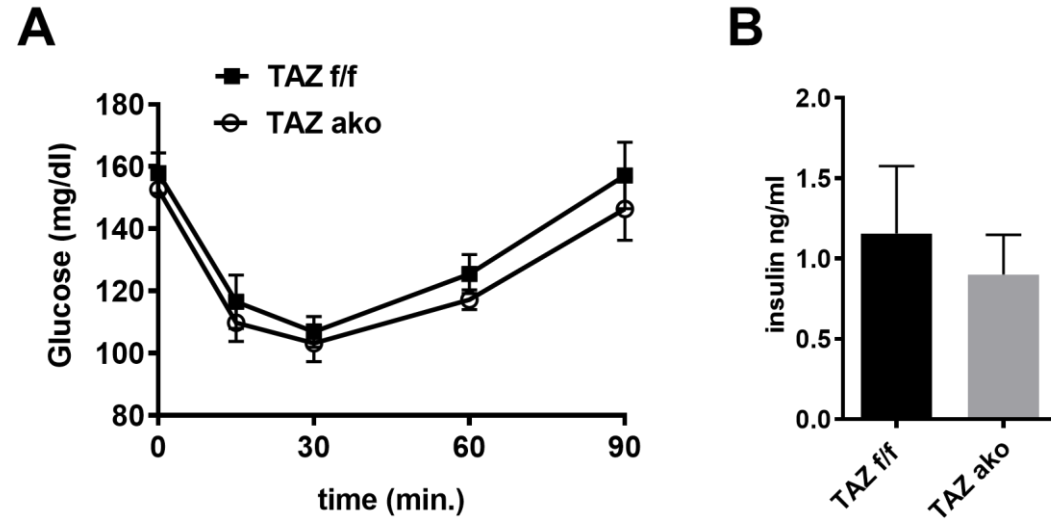 A
TAZ f/f
TAZ ako
Glucose (mg/dl)
180
160
140
120
100
80
0
30
60
90
time (min.)
B
insulin ng/ml
2.0
1.5
1.0
0.5
0.0
TAZ f/f
TAZ ako